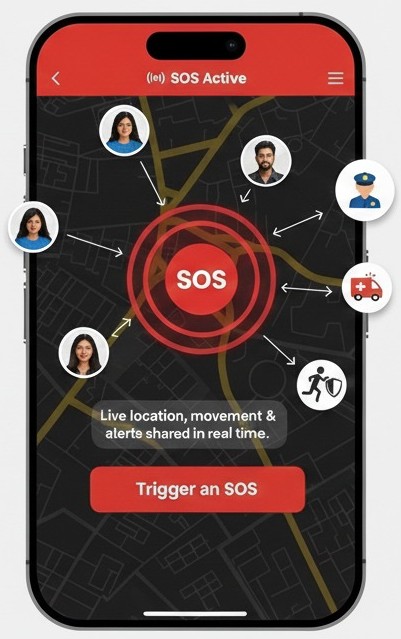 SOS Active
SOS
Live location, movement &
alerts shared in real time.
Trigger an SOS